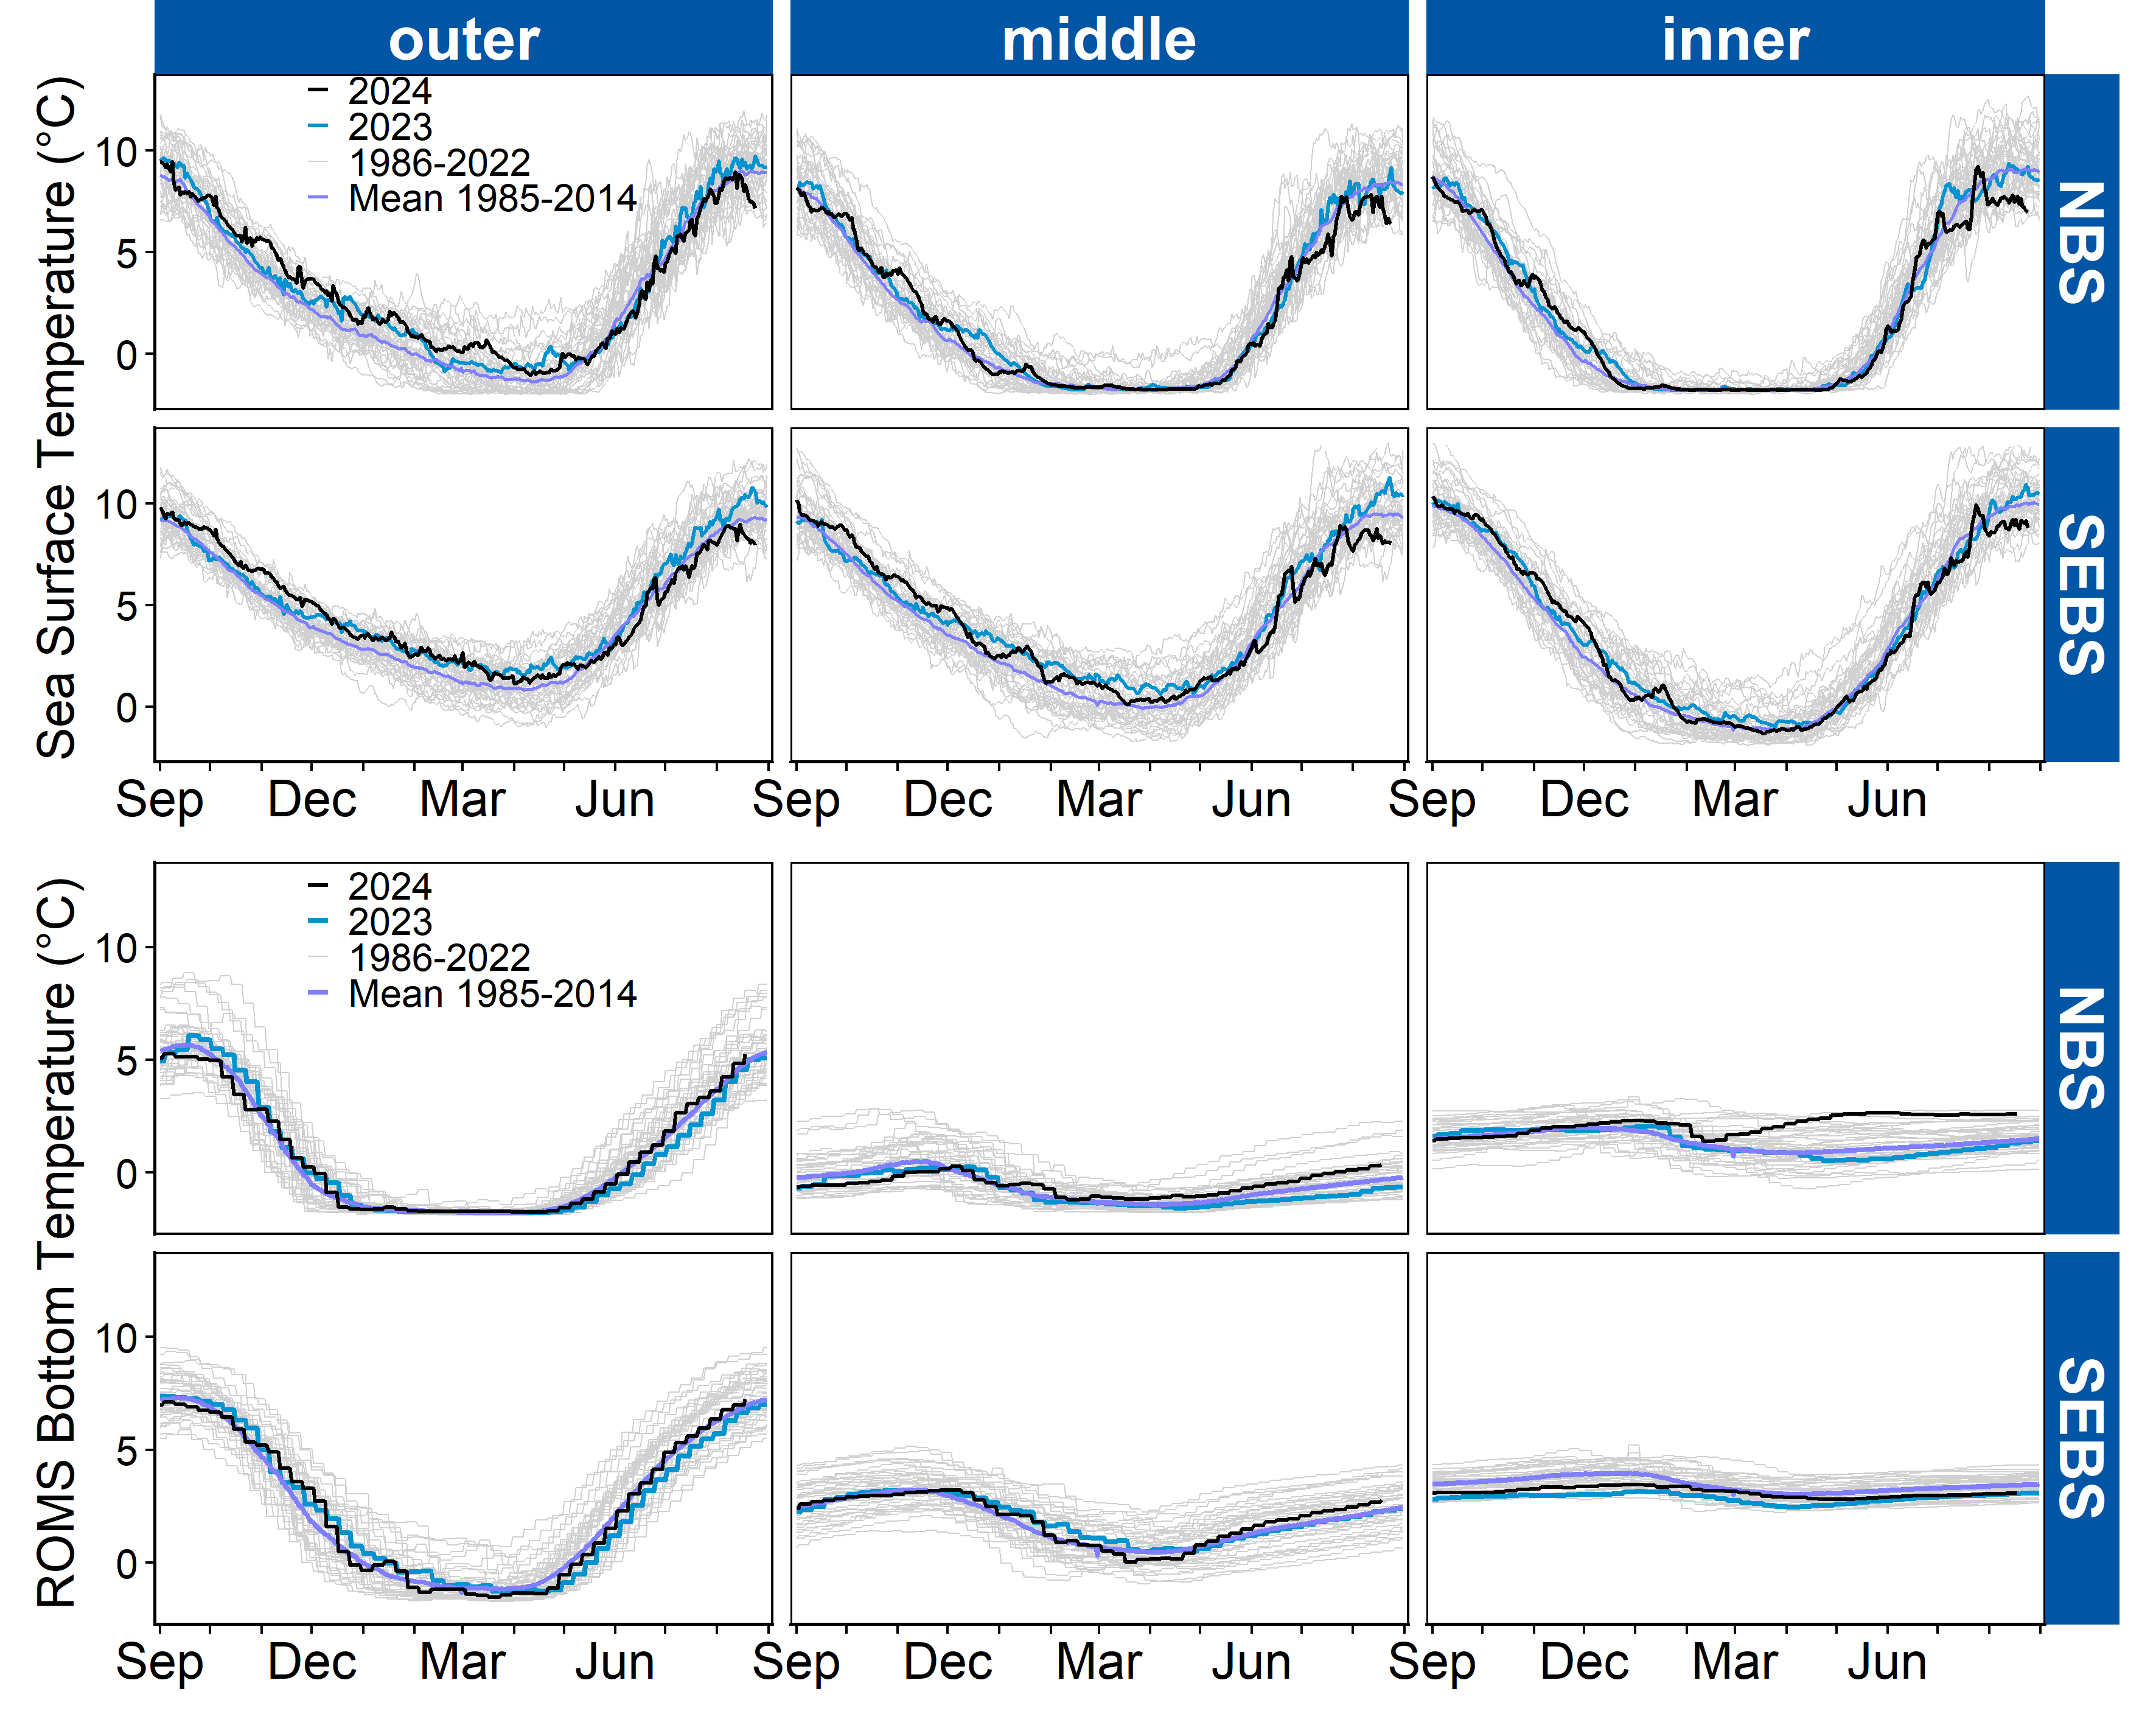 outer middle inner
Sea Surface Temperature (°C)
10
5
0
2024
2023
1986-2022
Mean 1985-2014
NBS
10
5
0
SEBS
Sep Dec Mar Jun Sep Dec Mar Jun Sep Dec Mar Jun
ROMS Bottom Temperature (°C)
10
5
0
2024
2023
1986-2022
Mean 1985-2014
NBS
10
5
0
SEBS
Sep Dec Mar Jun Sep Dec Mar Jun Sep Dec Mar Jun